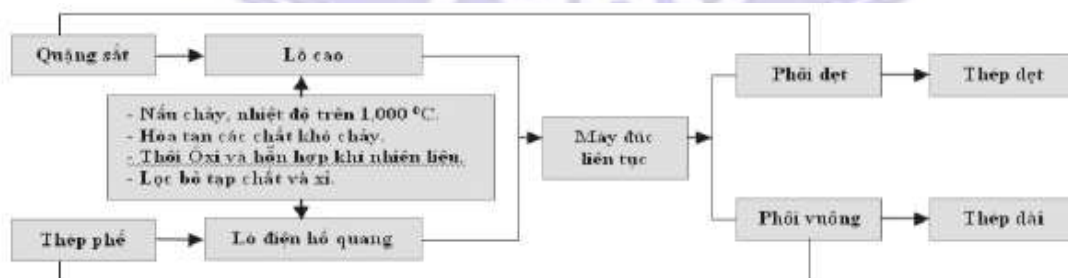 Quặng sắt
Lò cao
- Nấu chảy, nhiệt độ trên 1.000 °C.
- Hòa tan các chất khó chảy.
- Thổi Ôxi và hỗn hợp khí nhiên liệu.
- Lọc bỏ tạp chất và xỉ.
Thép phế
Lò điện hồ quang
Máy đúc
liên tục
Phôi dẹt
Thép dẹt
Phôi vuông
Thép dài